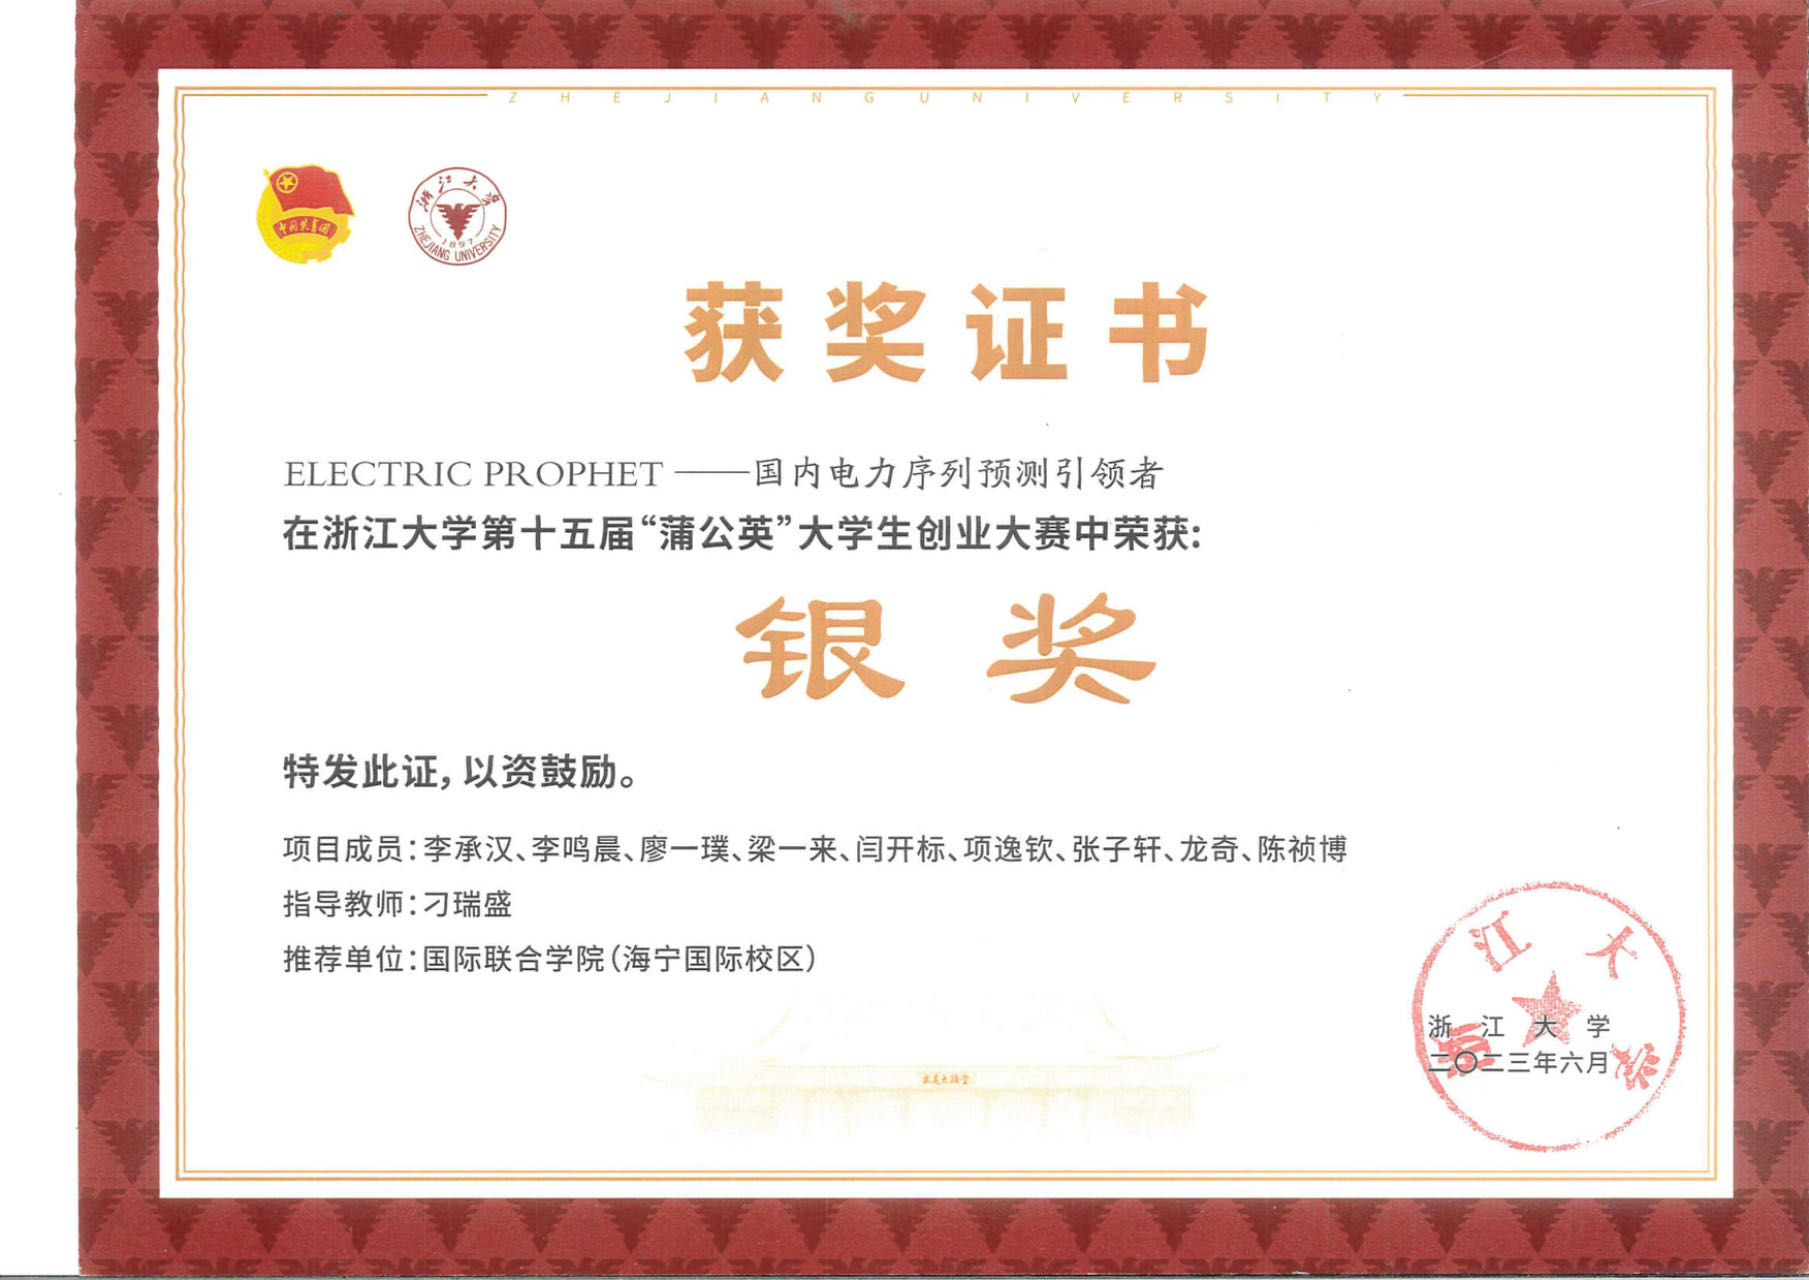 ZHEJIANG UNIVERSITY
中国共青团
浙江大学
1897
ZHEJIANG UNIVERSITY
获奖证书
ELECTRIC PROPHET ——国内电力序列预测引领者
在浙江大学第十五届“蒲公英”大学生创业大赛中荣获:
银奖
特发此证，以资鼓励。
项目成员：李承汉、李鸣晨、廖一璞、梁一来、闫开标、项逸钦、张子轩、龙奇、陈祯博
指导教师：刁瑞盛
推荐单位：国际联合学院（海宁国际校区）
浙江大学
浙江大学
二〇二三年六月